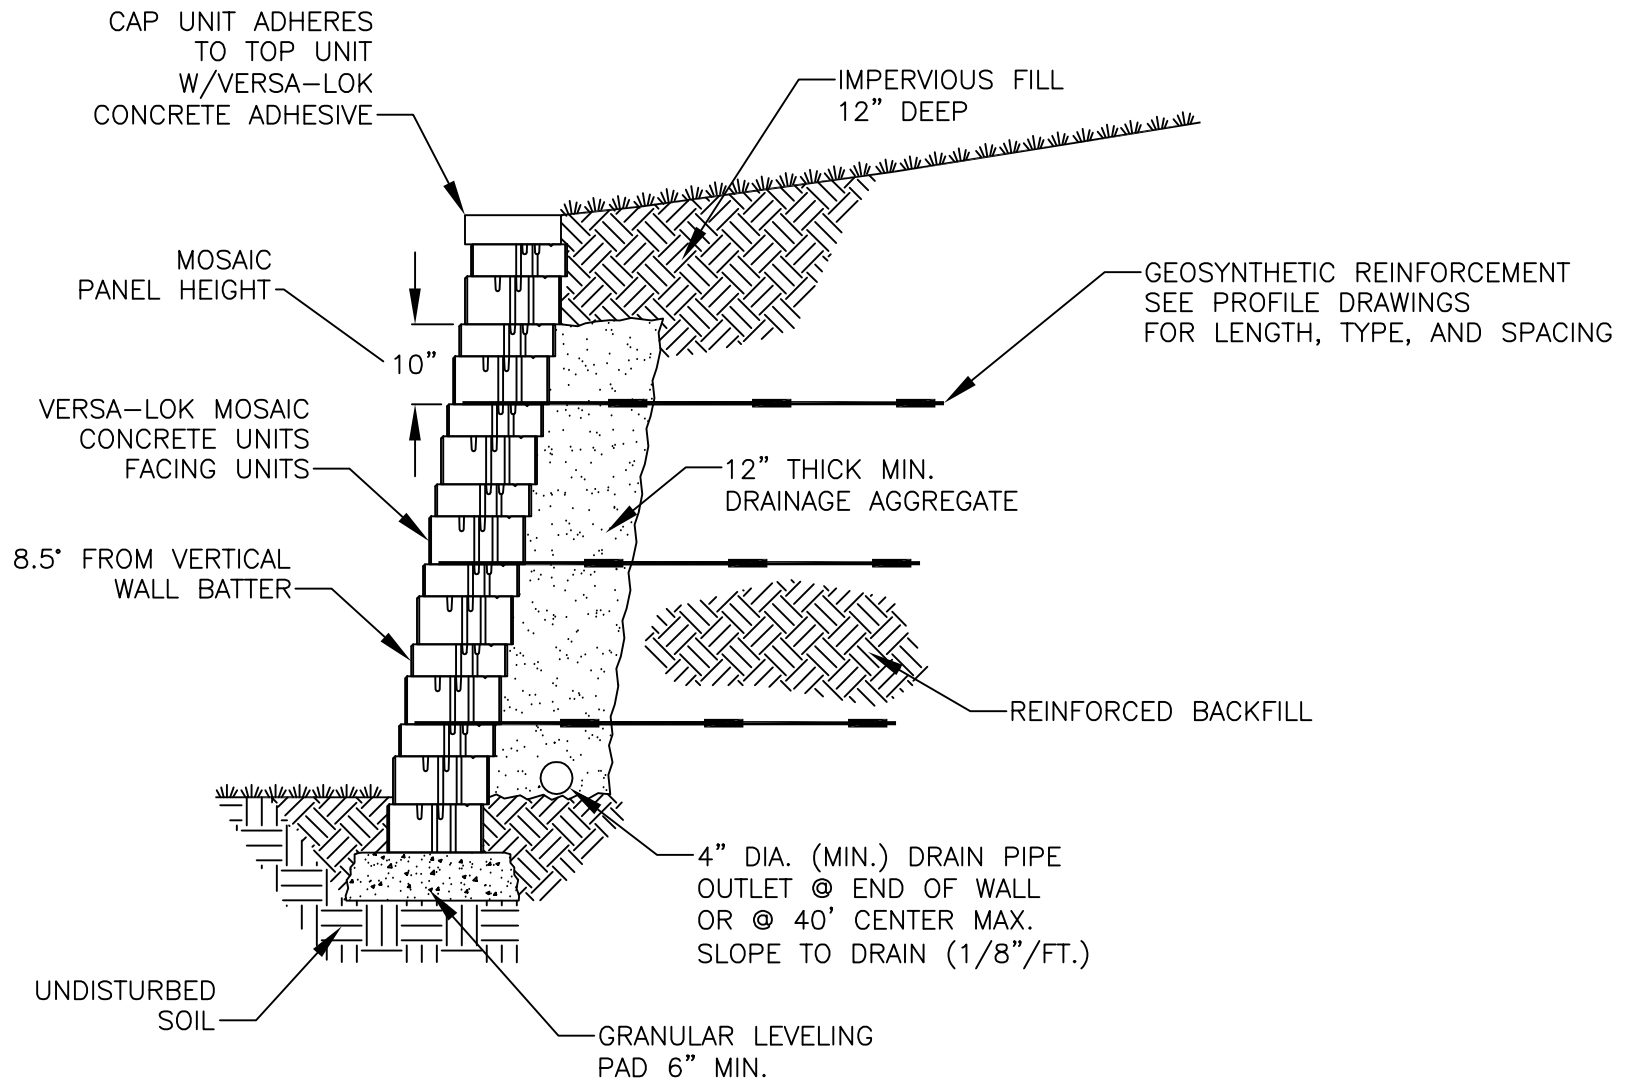 CAP UNIT ADHERES
TO TOP UNIT
W/VERSA-LOK
CONCRETE ADHESIVE
IMPERVIOUS FILL
12" DEEP
MOSAIC
PANEL HEIGHT
10"
GEOSYNTHETIC REINFORCEMENT
SEE PROFILE DRAWINGS
FOR LENGTH, TYPE, AND SPACING
VERSA-LOK MOSAIC
CONCRETE UNITS
FACING UNITS
12" THICK MIN.
DRAINAGE AGGREGATE
8.5° FROM VERTICAL
WALL BATTER
REINFORCED BACKFILL
4" DIA. (MIN.) DRAIN PIPE
OUTLET @ END OF WALL
OR @ 40' CENTER MAX.
SLOPE TO DRAIN (1/8"/FT.)
UNDISTURBED
SOIL
GRANULAR LEVELING
PAD 6" MIN.